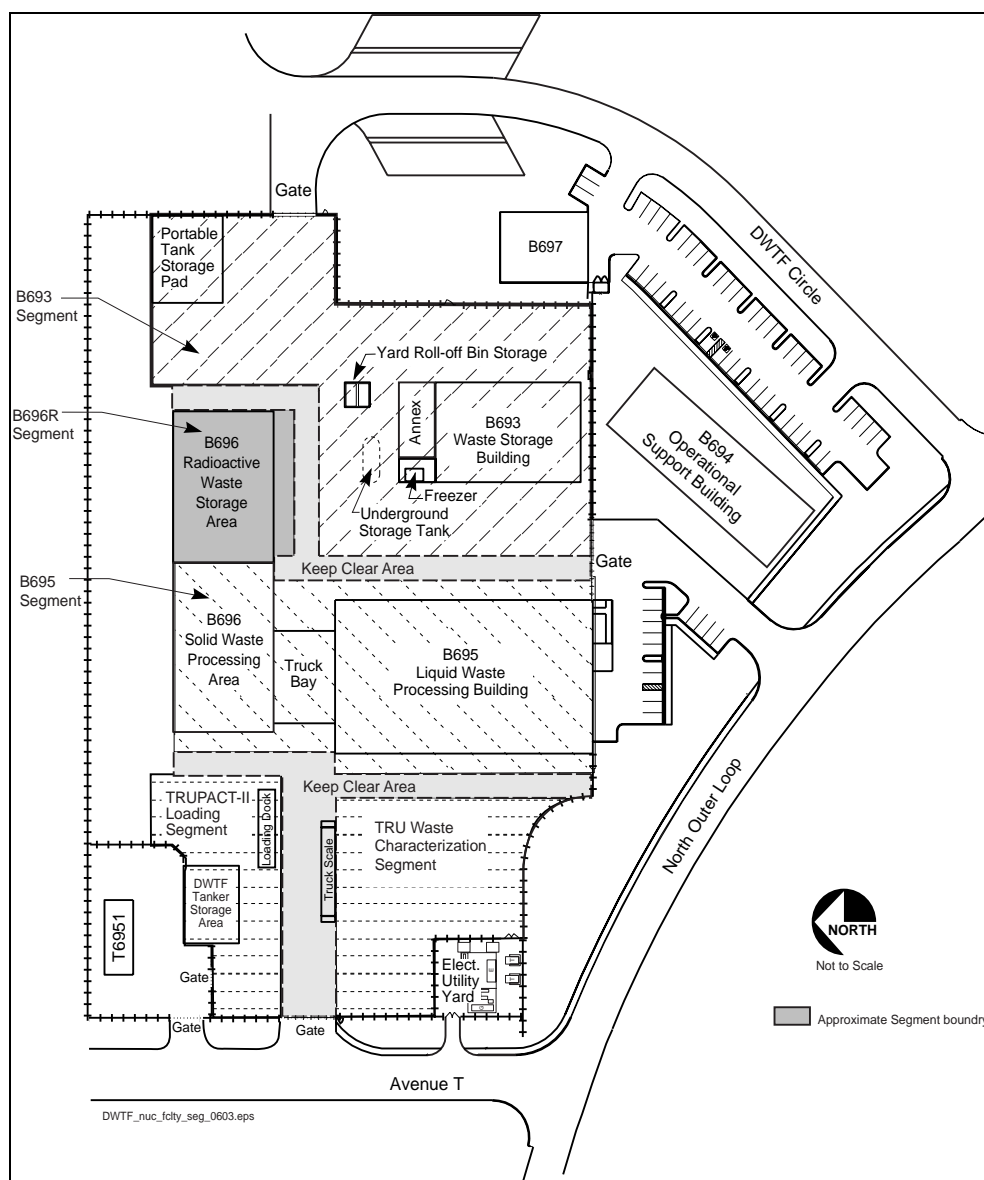 Gate
Portable
Tank
Storage
Pad
B697
DWTF Circle
B693
Segment
Yard Roll-off Bin Storage
B696R
Segment
Annex
B693
Waste Storage
Building
B696
Radioactive
Waste
Storage
Area
B694
Operational
Support Building
Freezer
Underground
Storage Tank
Keep Clear Area
Gate
B695
Segment
B696
Solid Waste
Processing
Area
Truck
Bay
B695
Liquid Waste
Processing Building
Keep Clear Area
TRUPACT-II
Loading
Segment
Loading Dock
Truck Scale
TRU Waste
Characterization
Segment
North Outer Loop
DWTF
Tanker
Storage
Area
T6951
NORTH
Not to Scale
Elect.
Utility
Yard
Gate
Gate
Gate
Approximate Segment boundry
Avenue T
DWTF_nuc_fclty_seg_0603.eps